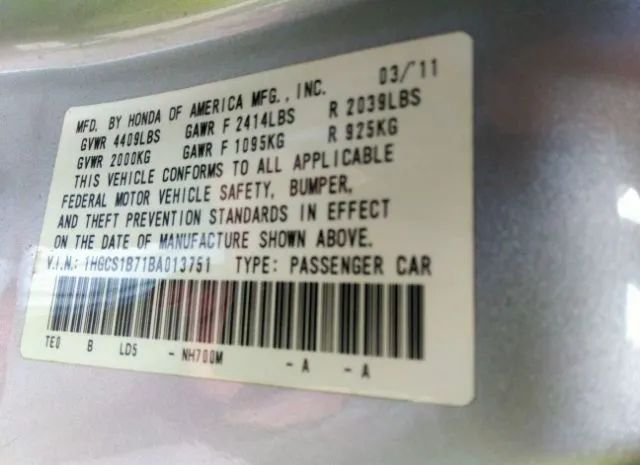 MFD. BY HONDA OF AMERICA MFG., INC. 03/'11
GVWR 4409LBS GAWR F 2414LBS R 2039LBS
GVWR 2000KG GAWR F 1095KG R 925KG
THIS VEHICLE CONFORMS TO ALL APPLICABLE
FEDERAL MOTOR VEHICLE SAFETY, BUMPER,
AND THEFT PREVENTION STANDARDS IN EFFECT
ON THE DATE OF MANUFACTURE SHOWN ABOVE.
V.I.N.: 1HGCS1B71BA013751 TYPE: PASSENGER CAR
TE0 B LD5 - NH700M - A - A